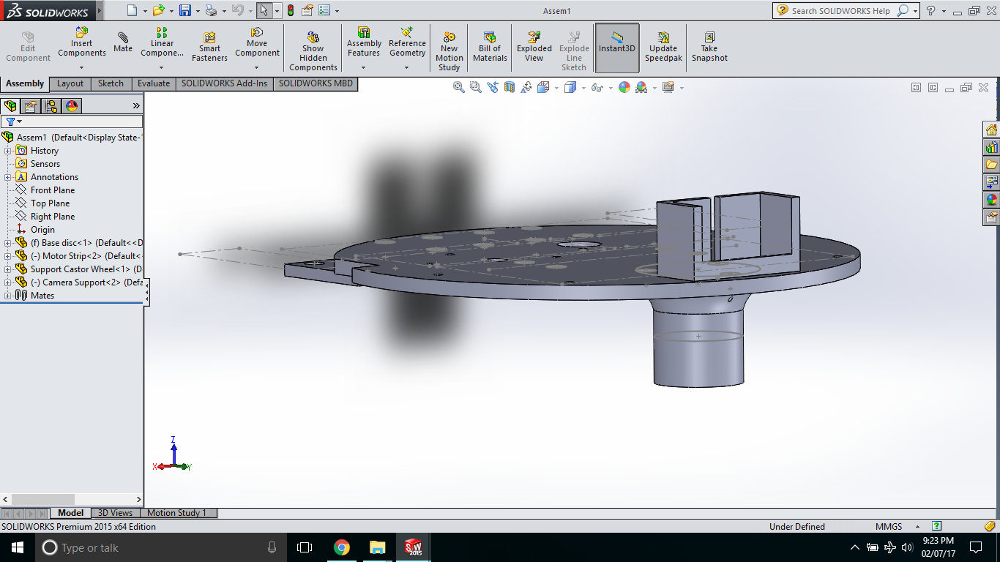 SOLIDWORKS
Assem1
Search SOLIDWORKS Help
Edit
Component
Insert
Components
Mate
Linear
Compone...
Smart
Fasteners
Move
Component
Show
Hidden
Components
Assembly
Features
Reference
Geometry
New
Motion
Study
Bill of
Materials
Exploded
View
Explode
Line
Sketch
Instant3D
Update
Speedpak
Take
Snapshot
Assembly Layout Sketch Evaluate SOLIDWORKS Add-Ins SOLIDWORKS MBD
Assem1 (Default<Display State-1
History
Sensors
Annotations
Front Plane
Top Plane
Right Plane
Origin
(f) Base disc<1> (Default<<D
(-) Motor Strip<2> (Default<
Support Castor Wheel<1> (D
(-) Camera Support<2> (Defa
Mates
Z
X Y
Model 3D Views Motion Study 1
SOLIDWORKS Premium 2015 x64 Edition Under Defined MMGS
Type or talk
SW
2015
9:23 PM
02/07/17